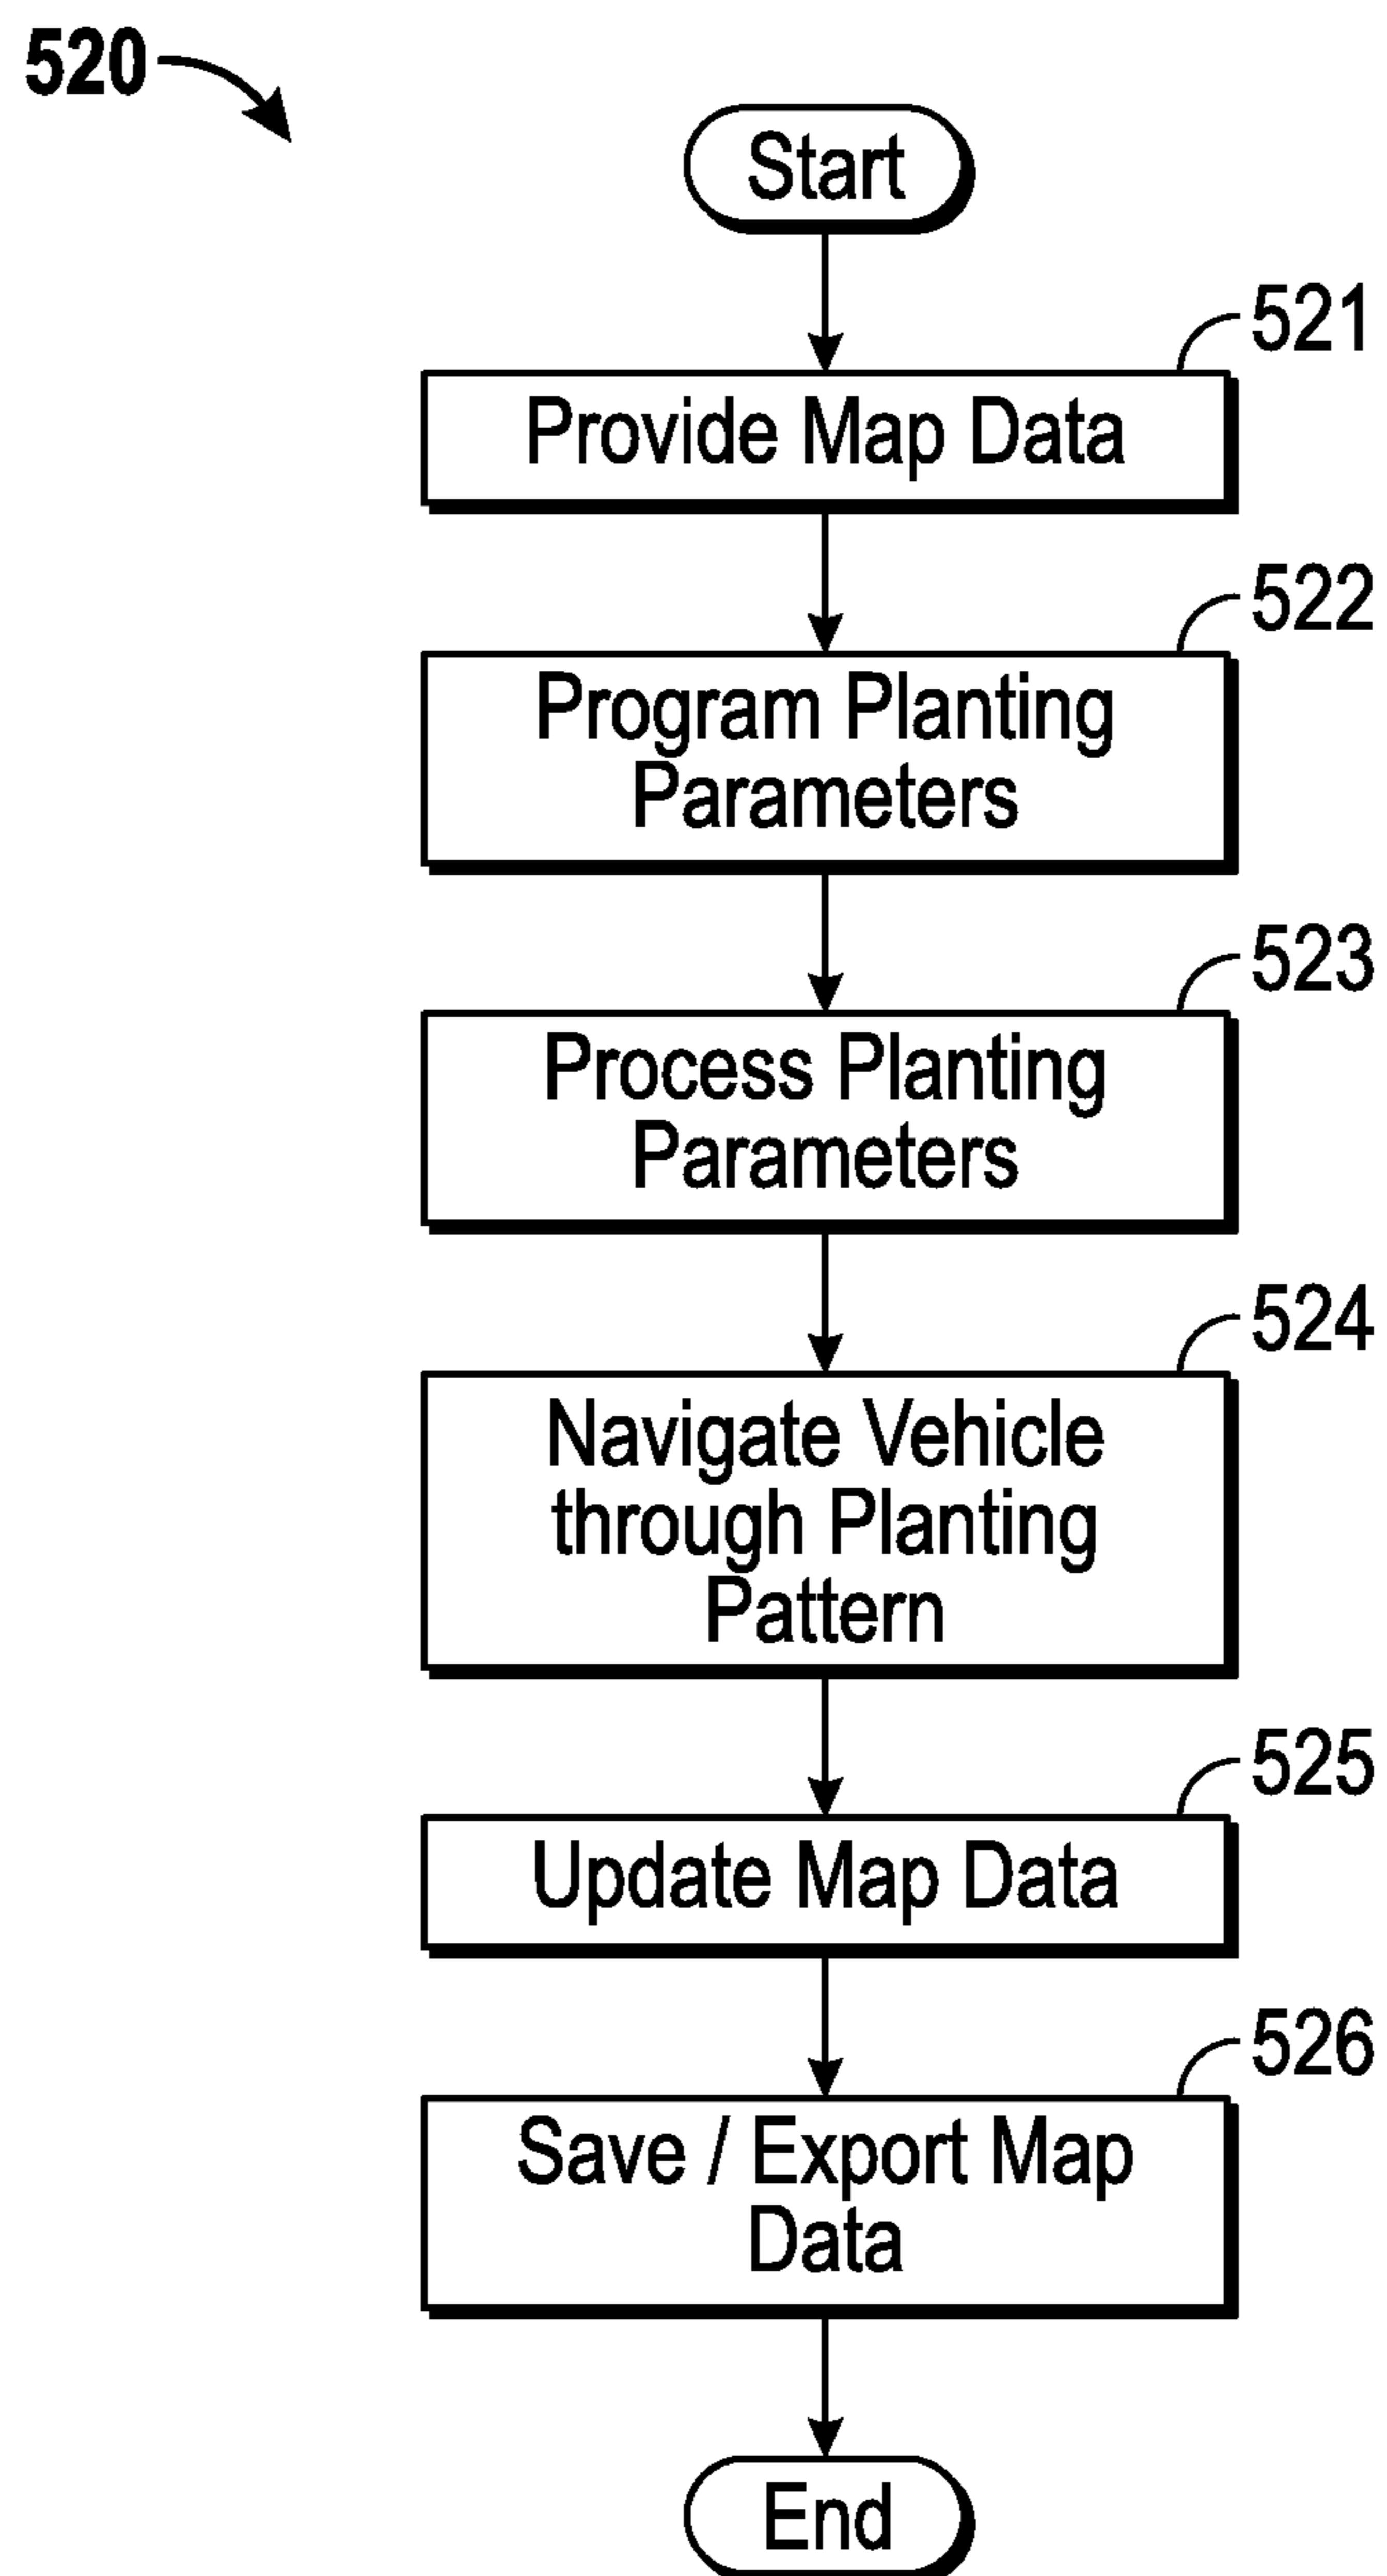 520
Start
521
Provide Map Data
522
Program Planting
Parameters
523
Process Planting
Parameters
524
Navigate Vehicle
through Planting
Pattern
525
Update Map Data
526
Save / Export Map
Data
End